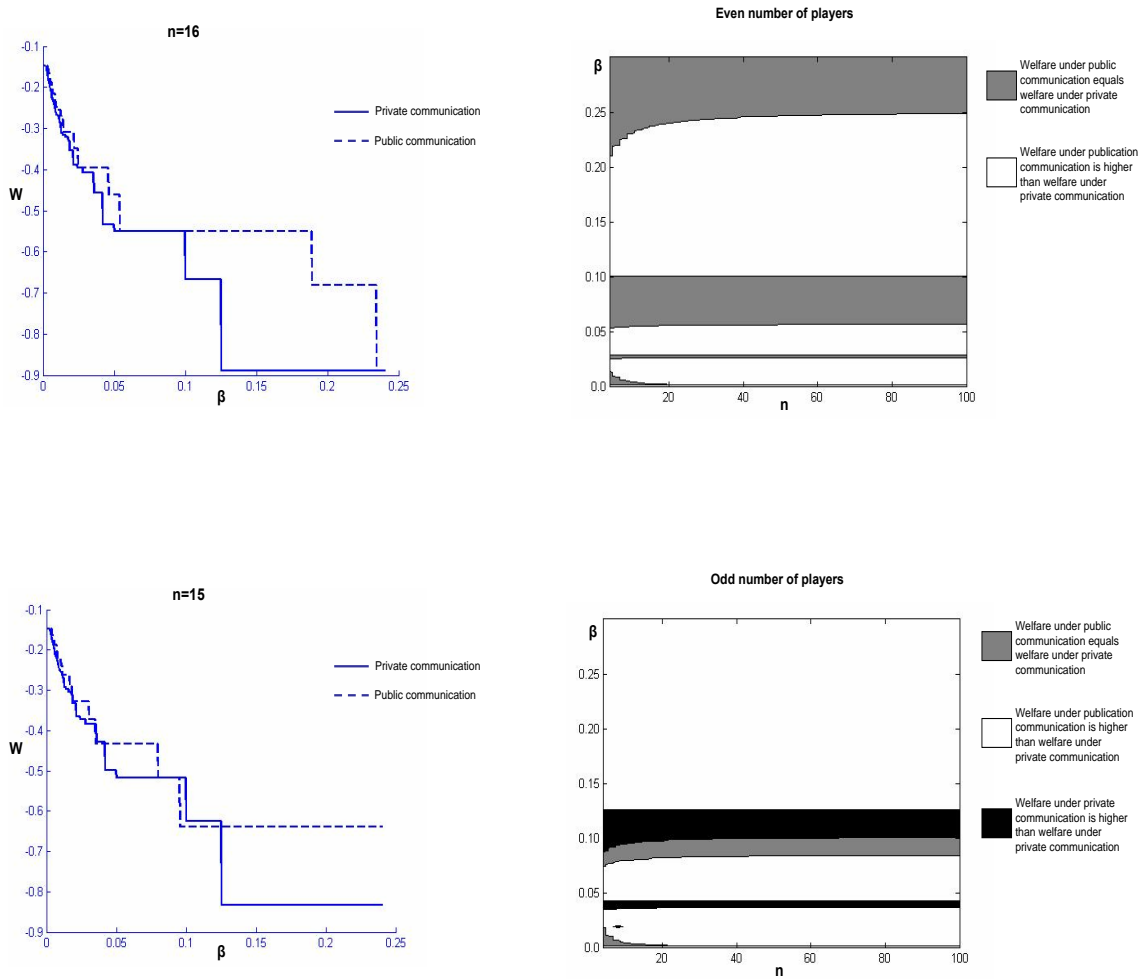 n=16
-0.1
-0.2
-0.3
-0.4
W
-0.5
-0.6
-0.7
-0.8
-0.9
0
0.05
0.1
0.15
0.2
0.25
β
Private communication
Public communication
Even number of players
β
0.25
0.20
0.15
0.10
0.05
0.0
20
40
60
80
100
n
Welfare under public
communication equals
welfare under private
communication
Welfare under publication
communication is higher
than welfare under
private communication
n=15
-0.1
-0.2
-0.3
-0.4
W
-0.5
-0.6
-0.7
-0.8
-0.9
0
0.05
0.1
0.15
0.2
0.25
β
Private communication
Public communication
Odd number of players
β
0.25
0.20
0.15
0.10
0.05
0.0
20
40
60
80
100
n
Welfare under public
communication equals
welfare under private
communication
Welfare under publication
communication is higher
than welfare under
private communication
Welfare under private
communication is higher
than welfare under
private communication